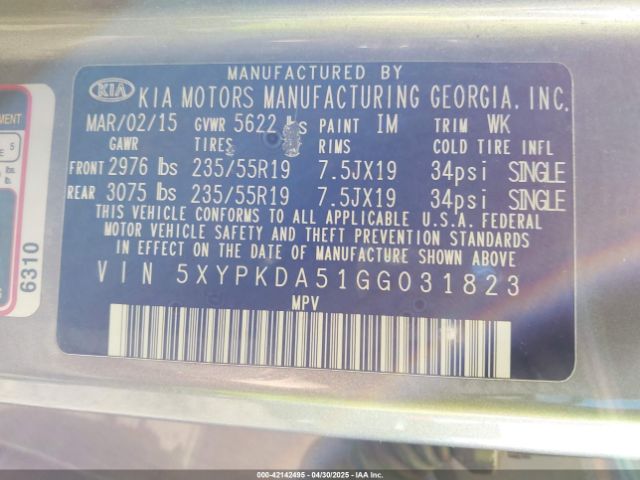 MANUFACTURED BY
KIA KIA MOTORS MANUFACTURING GEORGIA, INC.
MAR/02/15 GVWR 5622 PAINT IM TRIM WK
GAWR TIRES RIMS COLD TIRE INFL
FRONT 2976 lbs 235/55R19 7.5JX19 34psi SINGLE
REAR 3075 lbs 235/55R19 7.5JX19 34psi SINGLE
THIS VEHICLE CONFORMS TO ALL APPLICABLE U.S.A. FEDERAL
MOTOR VEHICLE SAFETY, BUMPER, AND THEFT PREVENTION STANDARDS
IN EFFECT ON THE DATE OF MANUFACTURE SHOWN ABOVE
VIN 5XYPKDA51GG031823
MPV
6310
5
000-42142495 - 04/30/2025 - IAA Inc.